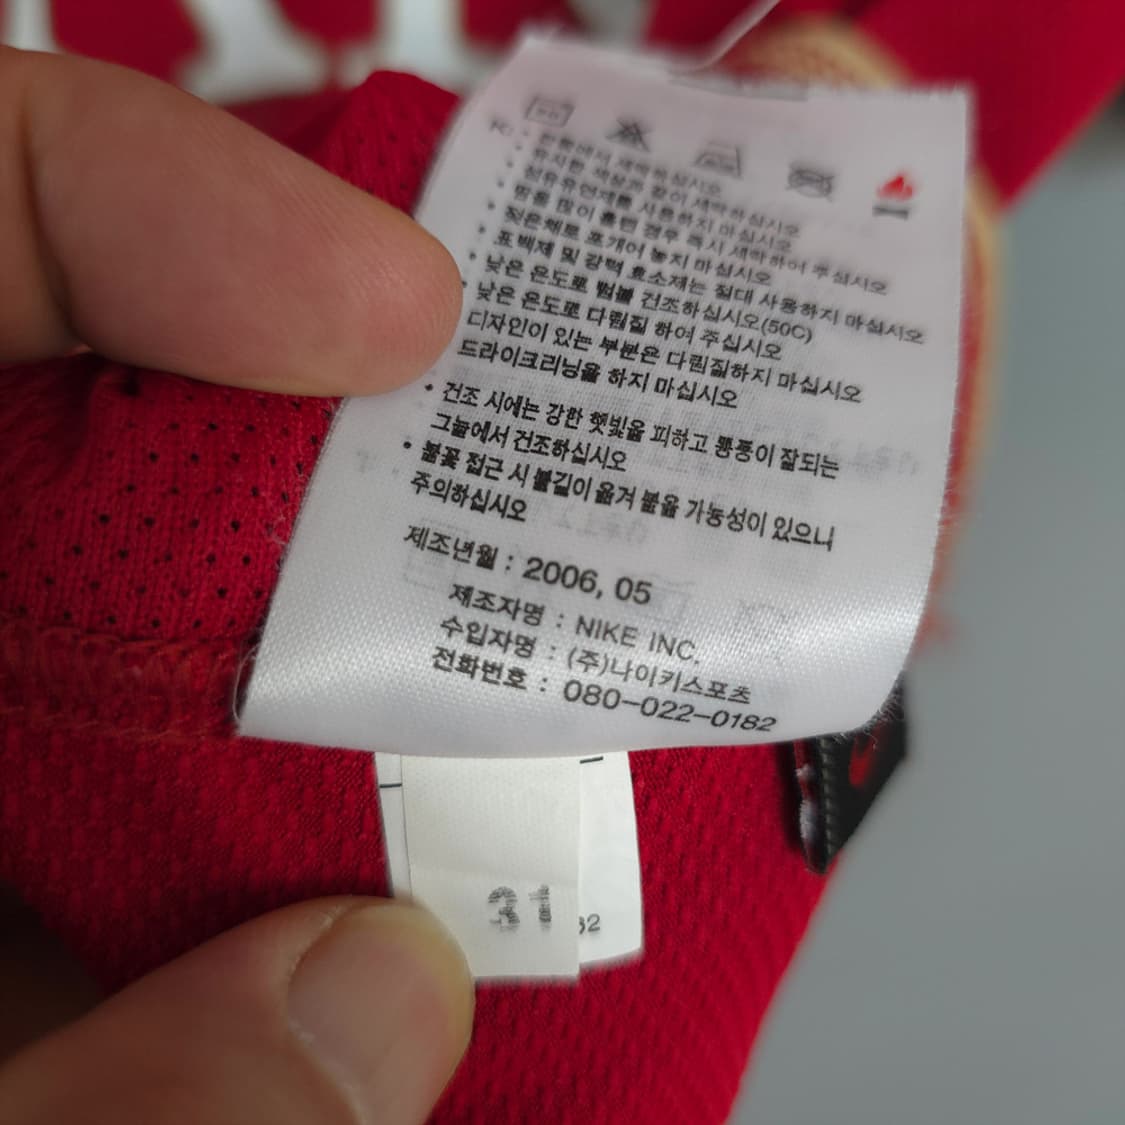 찬물에서 세탁하십시오
유사한 색상과 같이 세탁하십시오
섬유유연제를 사용하지 마십시오
땀을 많이 흘린 경우 즉시 세탁하여 주십시오
젖은채로 포개어 놓지 마십시오
표백제 및 강력 효소제는 절대 사용하지 마십시오
낮은 온도로 텀블 건조하십시오(50C)
낮은 온도로 다림질 하여 주십시오
디자인이 있는 부분은 다림질하지 마십시오
드라이크리닝을 하지 마십시오
• 건조 시에는 강한 햇빛을 피하고 통풍이 잘되는
그늘에서 건조하십시오
• 불꽃 접근 시 불길이 옮겨 붙을 가능성이 있으니
주의하십시오
제조년월 : 2006, 05
제조자명 : NIKE INC.
수입자명 : (주)나이키스포츠
전화번호 : 080-022-0182